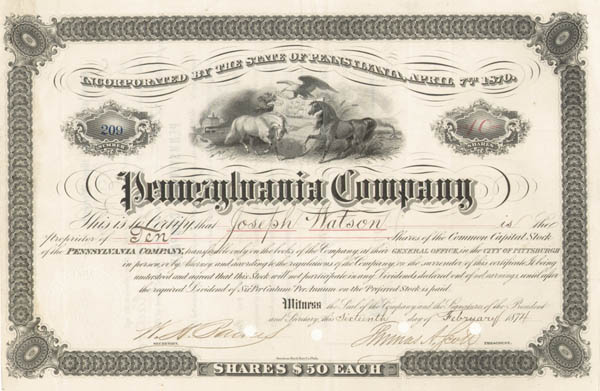 INCORPORATED BY THE STATE OF PENNSYLVANIA, APRIL 7TH 1870.
209
NUMBER
10
SHARES
Pennsylvania Company
This is to Certify, that Joseph Watson is the
Proprietor of Ten Shares of the Common Capital Stock
of the PENNSYLVANIA COMPANY, transferable only on the books of the Company, at their GENERAL OFFICE in the CITY OF PITTSBURGH
in person, or by Attorney, and according to the regulations of the Company, on the surrender of this certificate. It being
understood and agreed that this Stock will not participate in any Dividends declared out of net earnings, until after
the required Dividend of Six Per Centum Per Annum on the Preferred Stock is paid.
Witness the Seal of the Company and the Signatures of the President
and Secretary, this Sixteenth day of February 1874
SECRETARY.
Thomas A. Scott
PRESIDENT.
SHARES $50 EACH